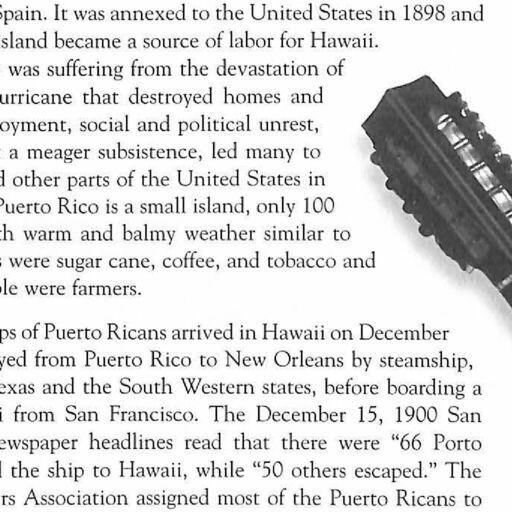 Spain. It was annexed to the United States in 1898 and
sland became a source of labor for Hawaii.
was suffering from the devastation of
urricane that destroyed homes and
oyment, social and political unrest,
a meager subsistence, led many to
d other parts of the United States in
Puerto Rico is a small island, only 100
th warm and balmy weather similar to
s were sugar cane, coffee, and tobacco and
ple were farmers.
ps of Puerto Ricans arrived in Hawaii on December
yed from Puerto Rico to New Orleans by steamship,
exas and the South Western states, before boarding a
i from San Francisco. The December 15, 1900 San
ewspaper headlines read that there were “66 Porto
d the ship to Hawaii, while “50 others escaped.” The
rs Association assigned most of the Puerto Ricans to